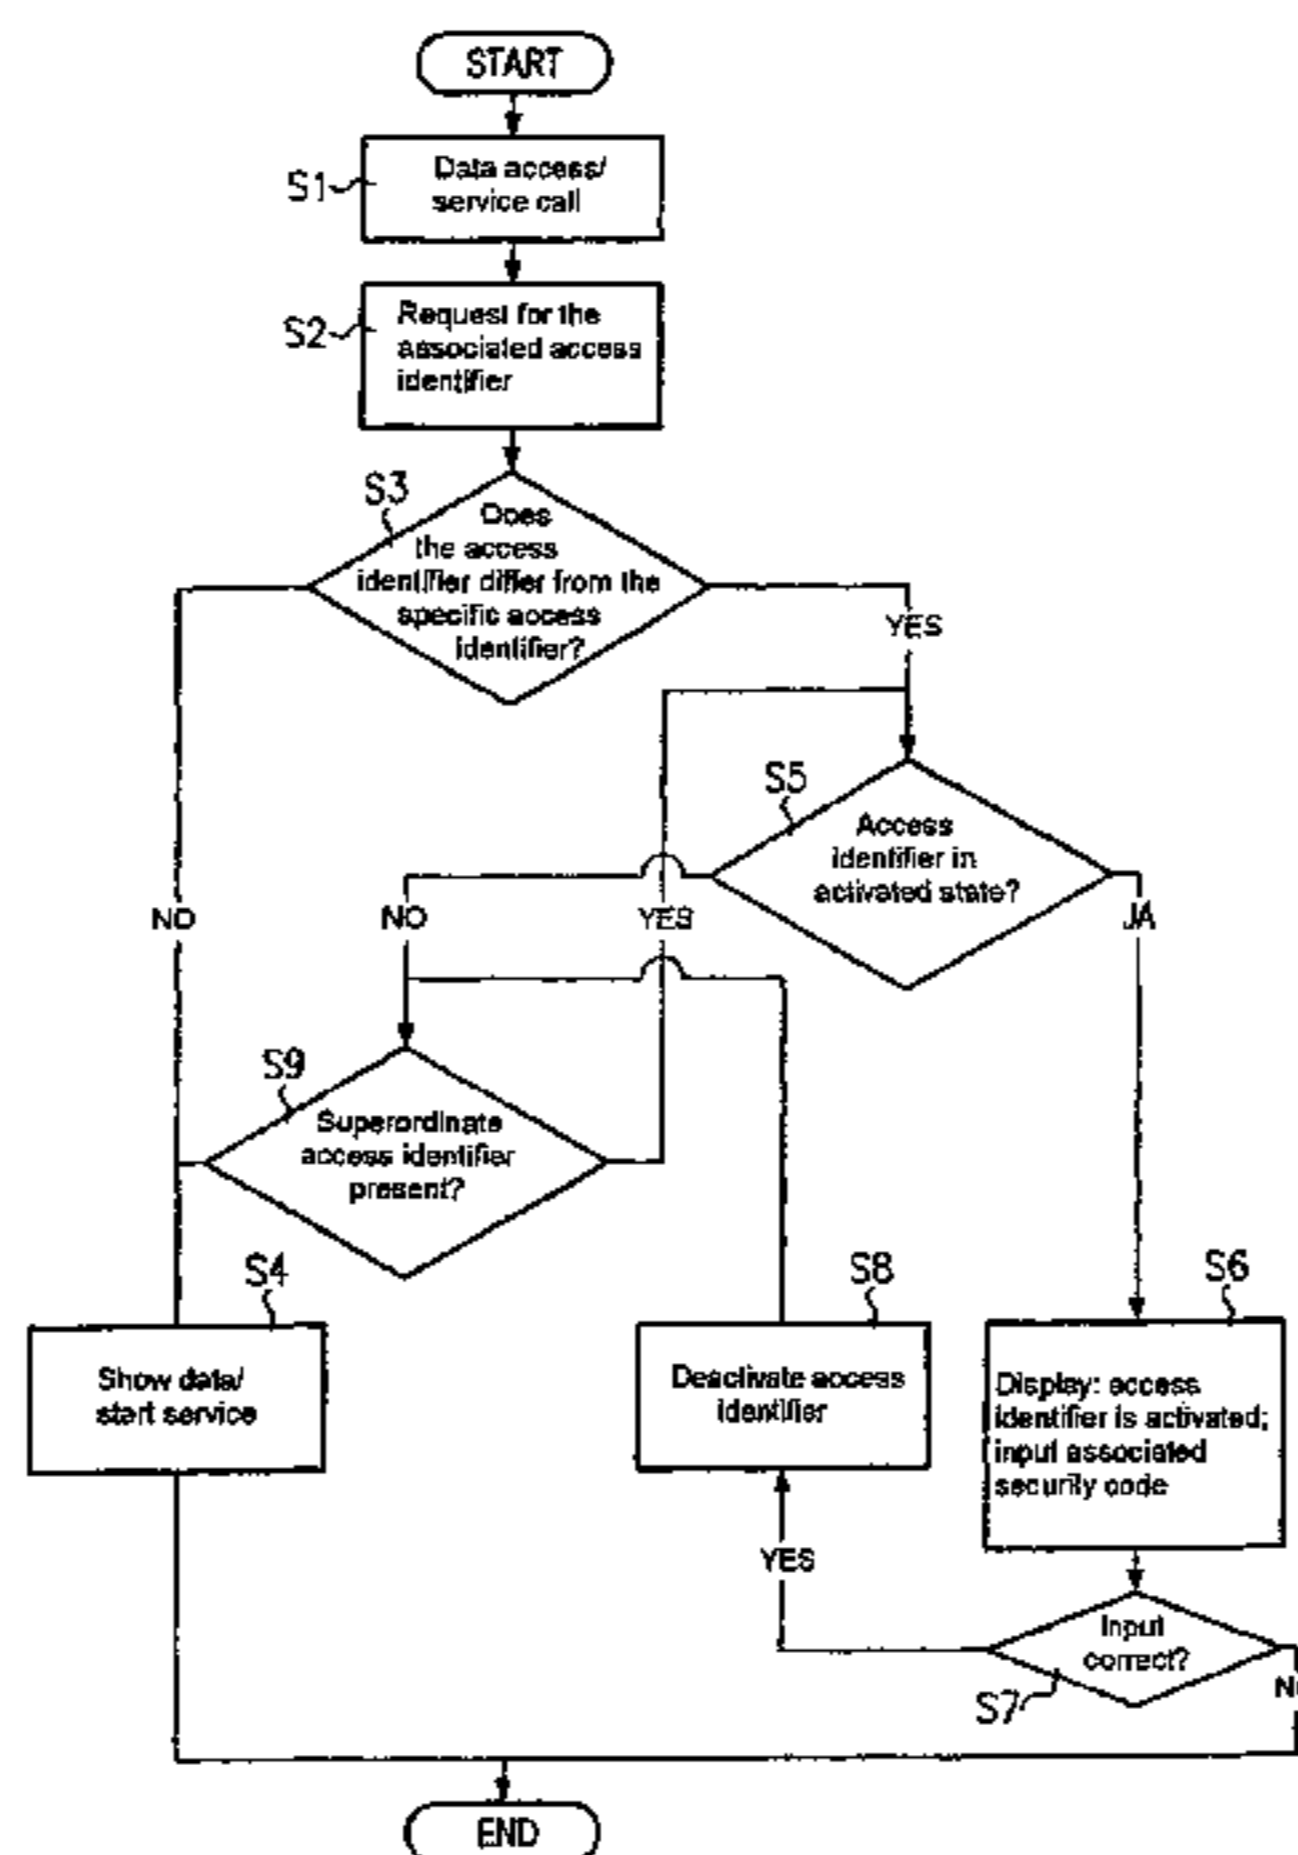 START
S1
Data access/
service call
S2
Request for the
associated access
identifier
S3
Does
the access
identifier differ from the
specific access
identifier?
YES
S5
Access
identifier in
activated state?
NO
NO
YES
JA
S9
Superordinate
access identifier
present?
S4
Show data/
start service
S8
Deactivate access
identifier
S6
Display: access
identifier is activated;
input associated
security code
YES
Input
correct?
S7
END